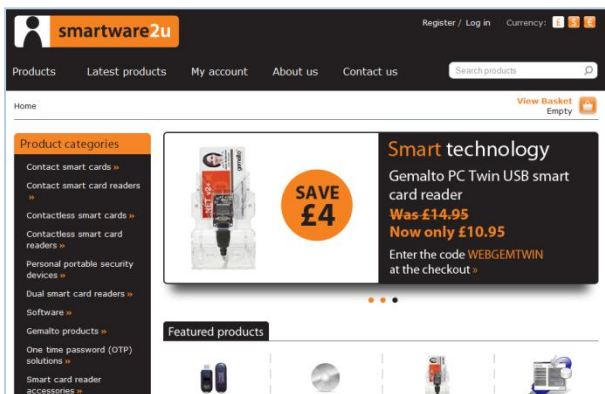 smartware2u
Register / Log in Currency: £ $ €
Products Latest products My account About us Contact us Search products
Home
View Basket
Empty
Product categories
Contact smart cards »
Contact smart card readers
»
Contactless smart cards »
Contactless smart card
readers »
Personal portable security
devices »
Dual smart card readers »
Software »
Gemalto products »
One time password (OTP)
solutions »
Smart card reader
accessories »
NET v2+
gemalto
SAVE
£4
Smart technology
Gemalto PC Twin USB smart
card reader
Was £14.95
Now only £10.95
Enter the code WEBGEMTWIN
at the checkout »
Featured products